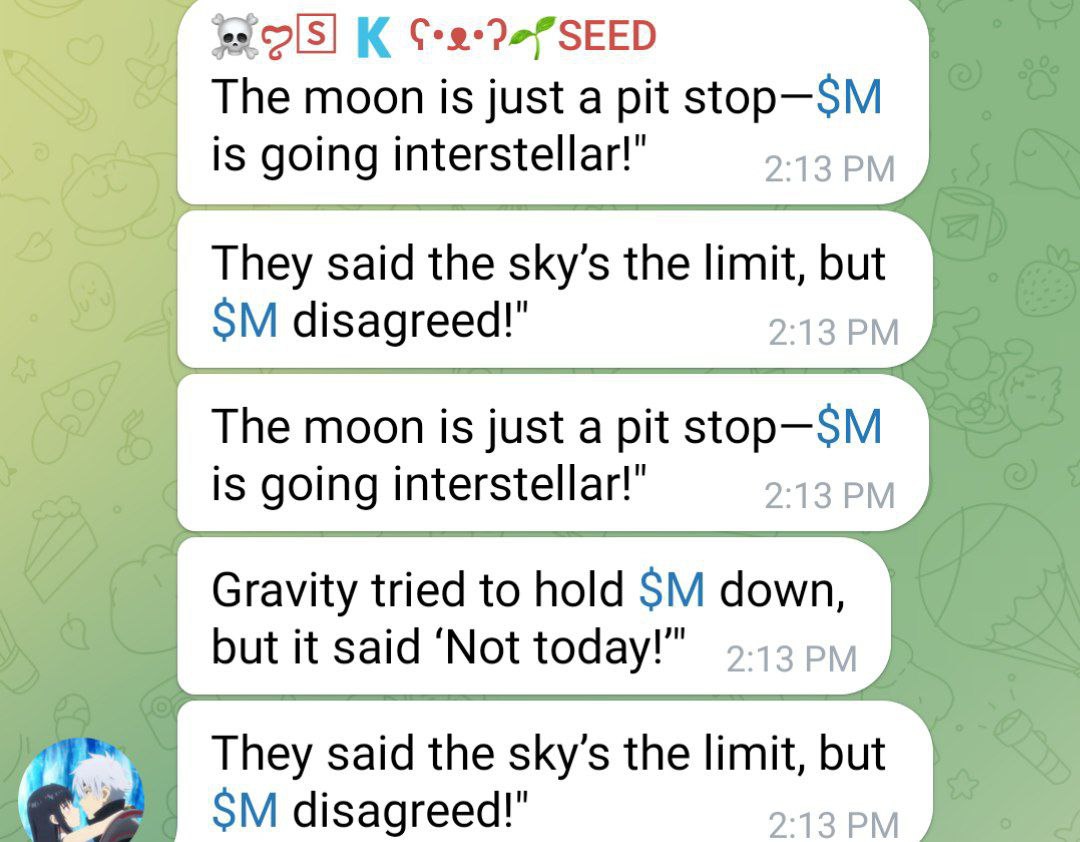 ☠️ღ🅂 K ʕ•ᴥ•ʔ🌱SEED
The moon is just a pit stop—$M
is going interstellar!"
2:13 PM
They said the sky’s the limit, but
$M disagreed!"
2:13 PM
The moon is just a pit stop—$M
is going interstellar!"
2:13 PM
Gravity tried to hold $M down,
but it said ‘Not today!’"
2:13 PM
They said the sky’s the limit, but
$M disagreed!"
2:13 PM